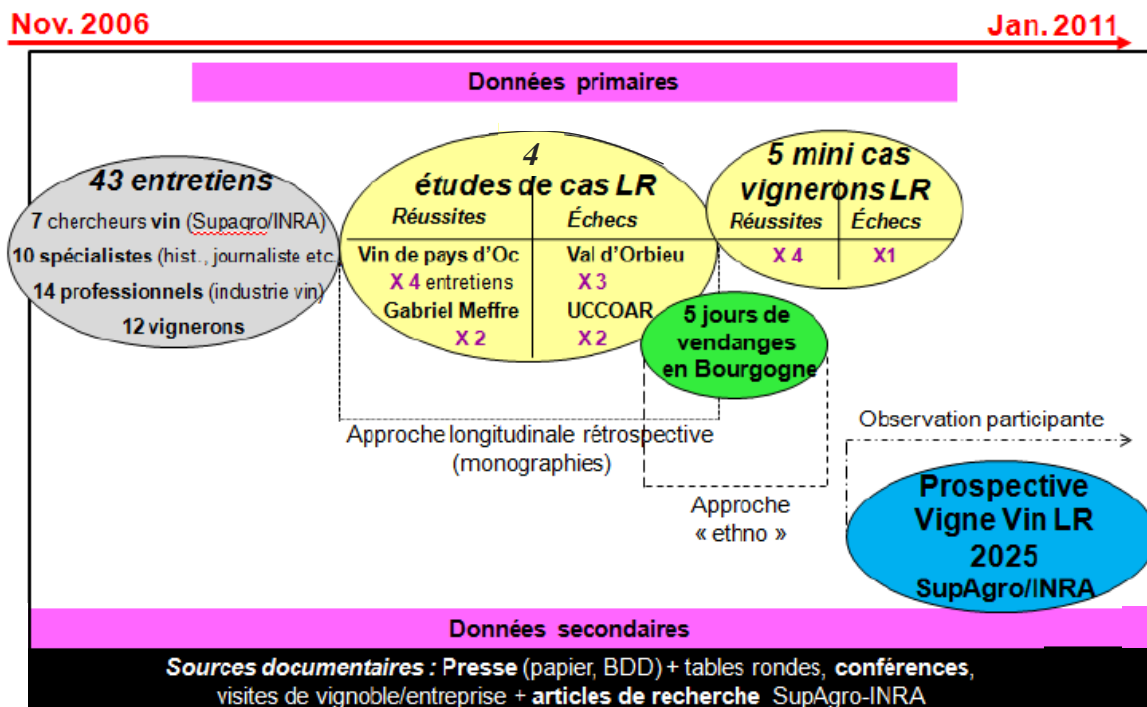 Nov. 2006
Jan. 2011
Données primaires
43 entretiens
7 chercheurs vin (Supagro/INRA)
10 spécialistes (hist., journaliste etc.
14 professionnels (industrie vin)
12 vignerons
4
études de cas LR
Réussites
Échecs
Vin de pays d'Oc
Val d'Orbieu
X 4 entretiens
X 3
Gabriel Meffre
UCCOAR
X 2
X 2
5 mini cas
vignerons LR
Réussites
Échecs
X 4
X1
5 jours de
vendanges
en Bourgogne
Approche longitudinale rétrospective
(monographies)
Approche
« ethno »
Observation participante
Prospective
Vigne Vin LR
2025
SupAgro/INRA
Données secondaires
Sources documentaires : Presse (papier, BDD) + tables rondes, conférences,
visites de vignoble/entreprise + articles de recherche SupAgro-INRA